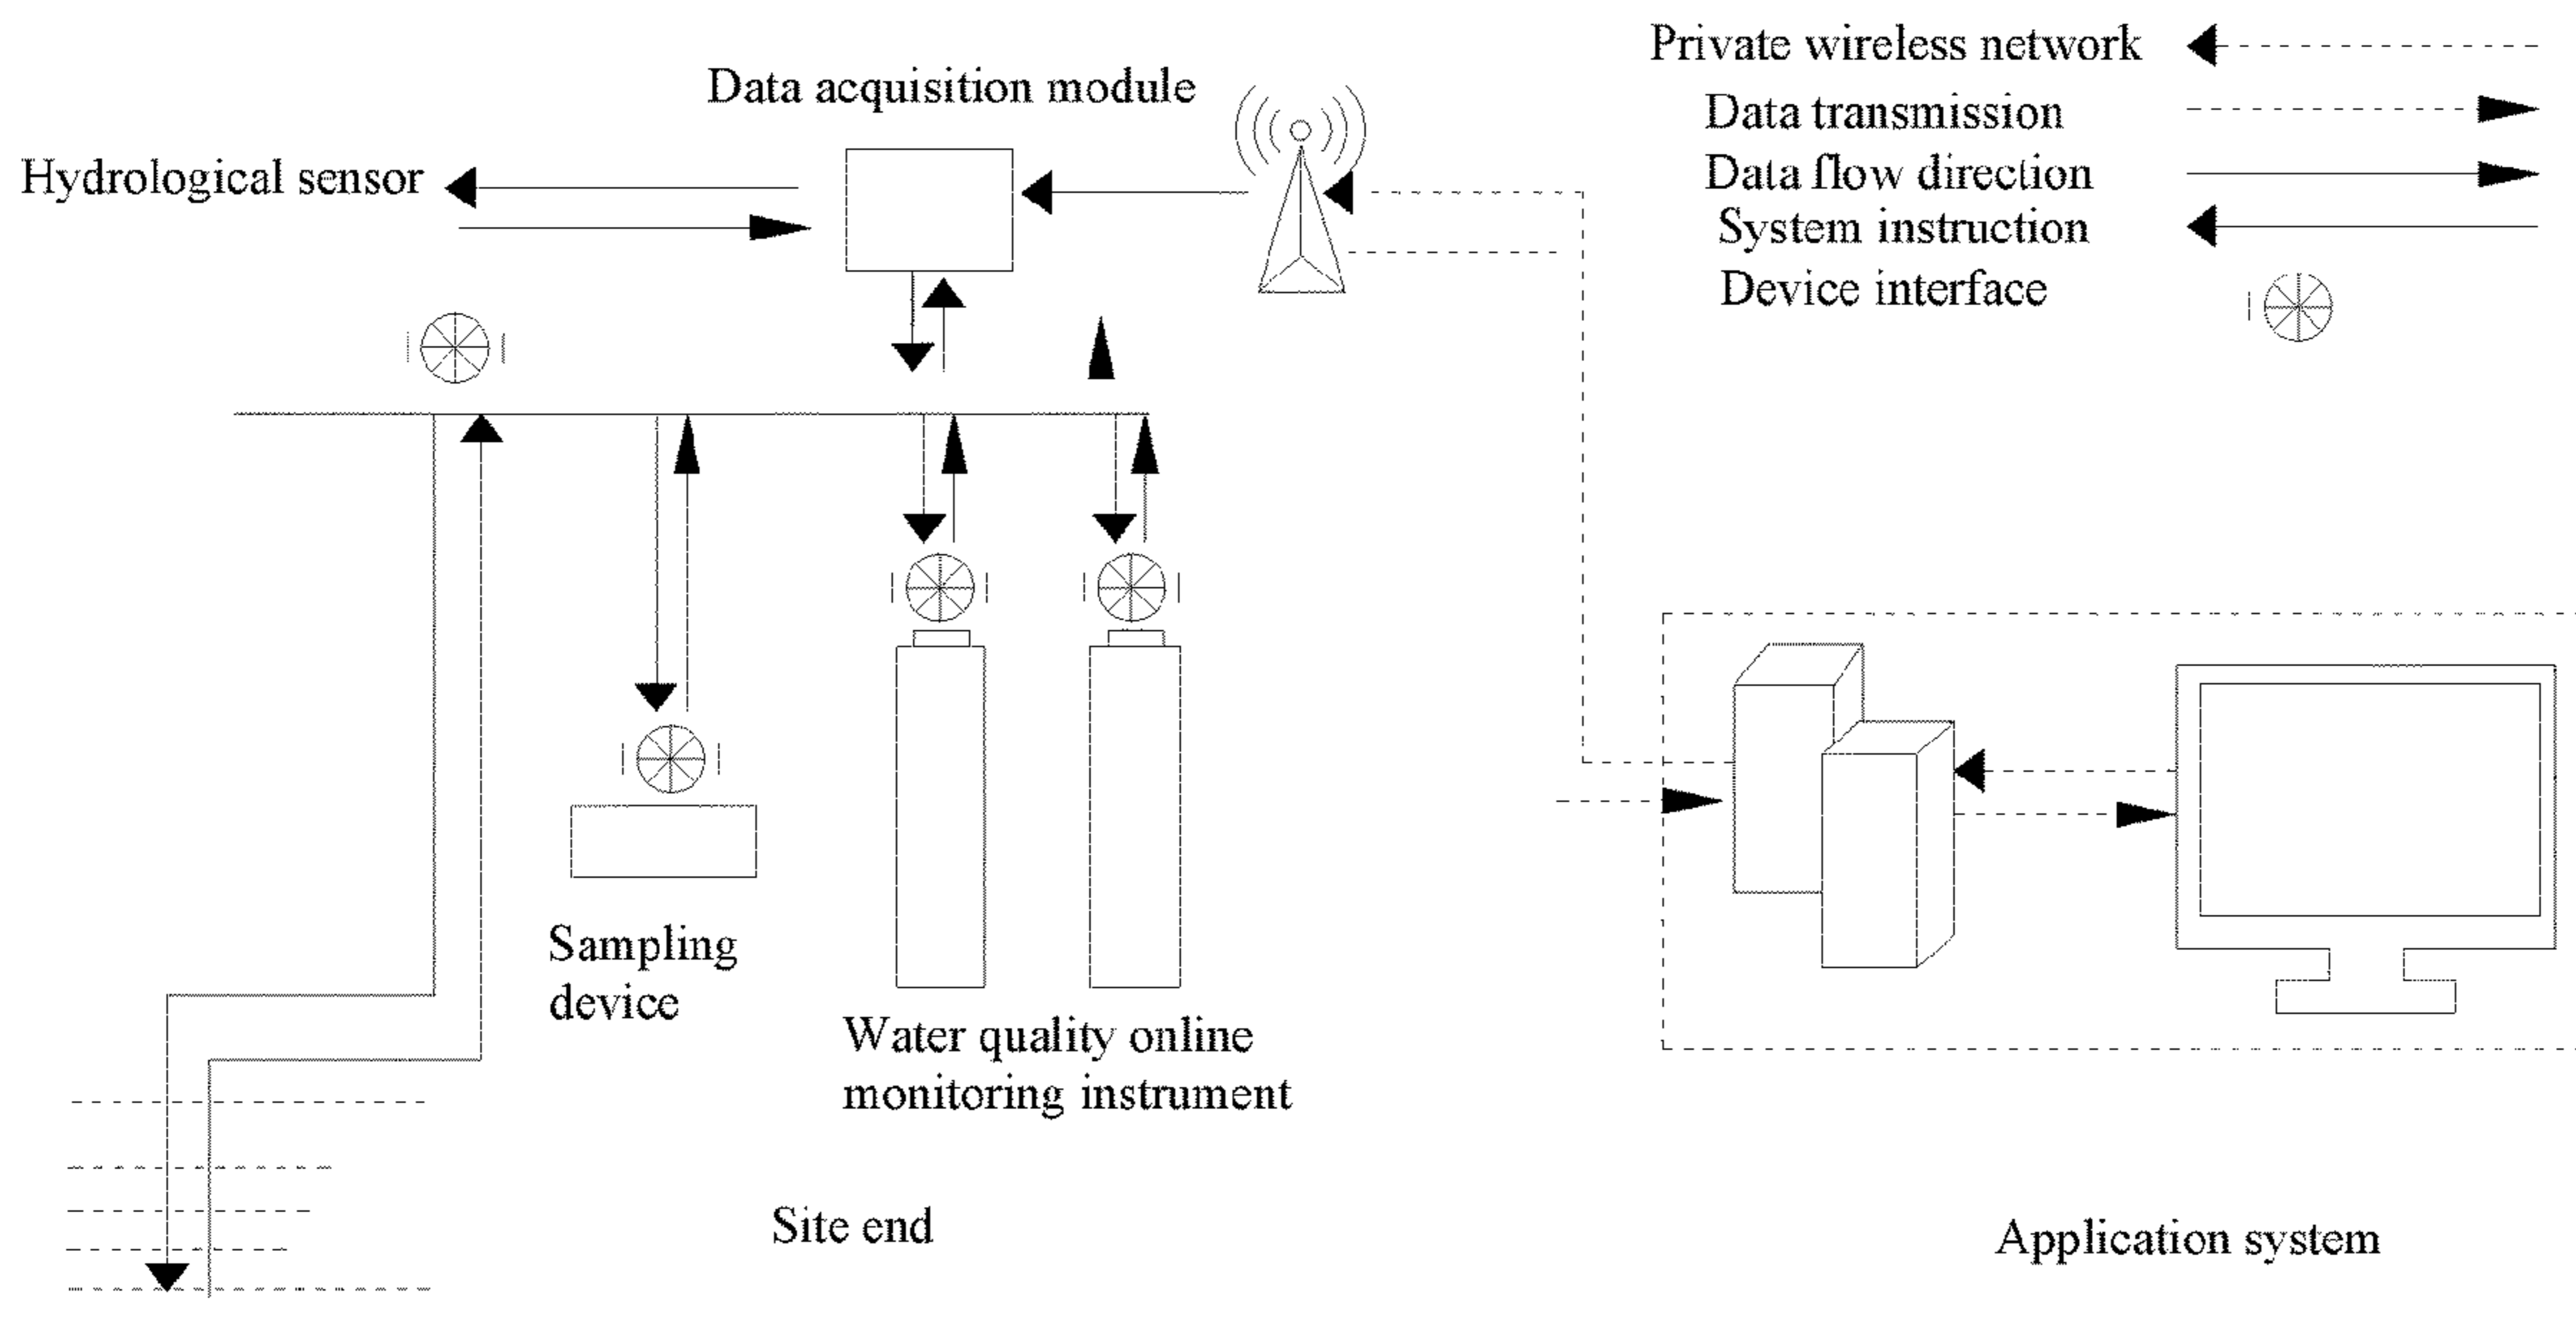 Private wireless network
Data acquisition module
Data transmission
Hydrological sensor
Data flow direction
System instruction
Device interface
Sampling
device
Water quality online
monitoring instrument
Site end
Application system